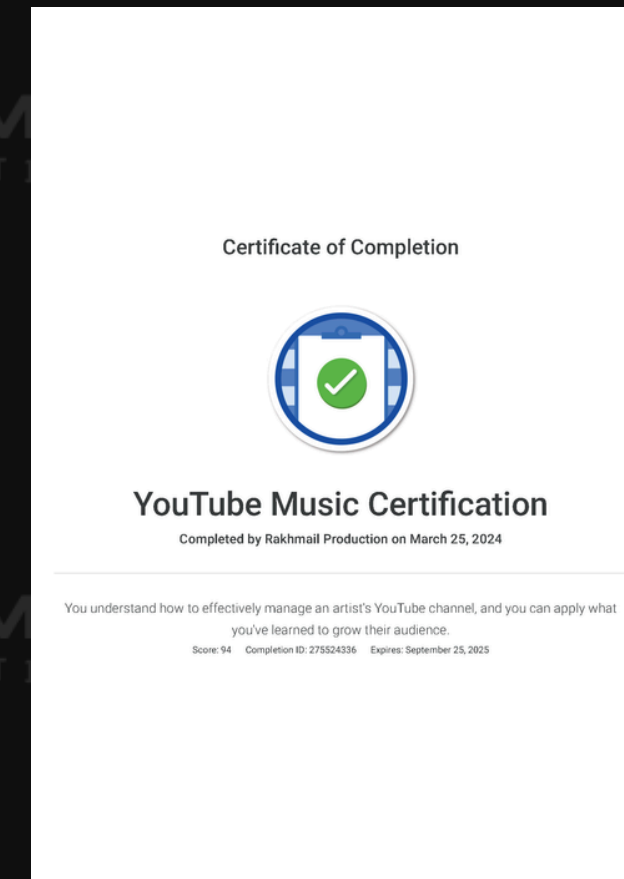 Certificate of Completion
YouTube Music Certification
Completed by Rakhmail Production on March 25, 2024
You understand how to effectively manage an artist's YouTube channel, and you can apply what
you've learned to grow their audience.
Score: 94 Completion ID: 275524336 Expires: September 25, 2025